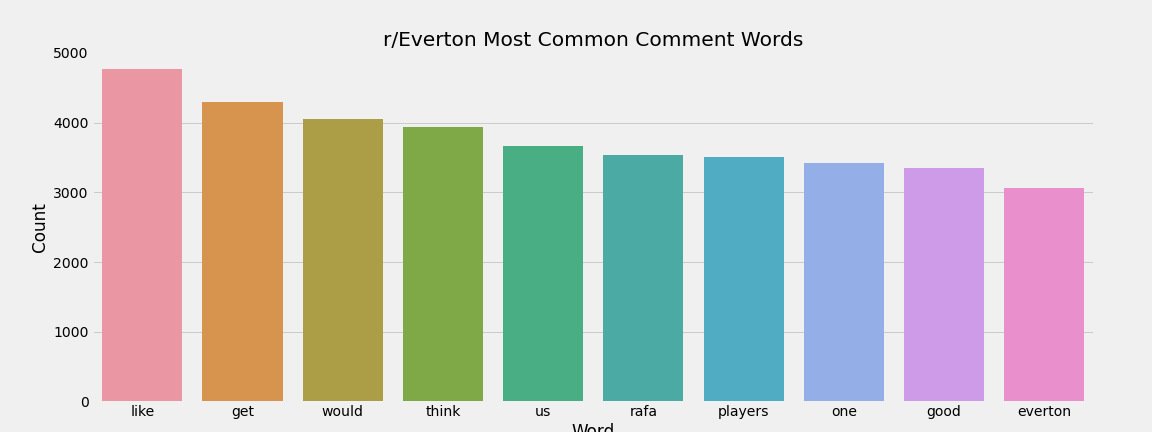 r/Everton Most Common Comment Words
5000
4000
3000
2000
1000
0
Count
like get would think us rafa players one good everton
Word